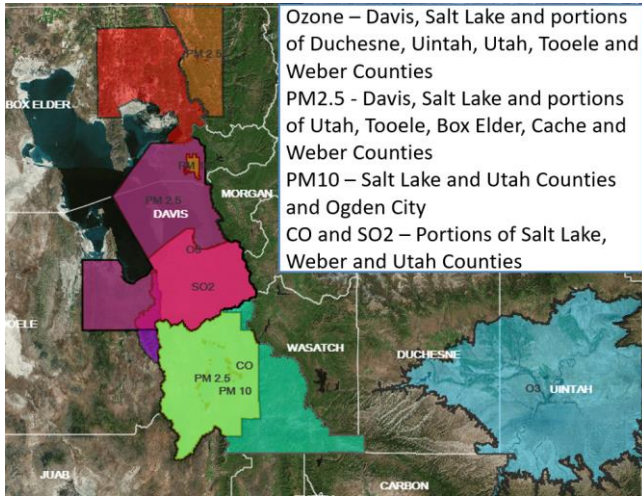 Ozone – Davis, Salt Lake and portions
of Duchesne, Uintah, Utah, Tooele and
Weber Counties
PM2.5 - Davis, Salt Lake and portions
of Utah, Tooele, Box Elder, Cache and
Weber Counties
PM10 – Salt Lake and Utah Counties
and Ogden City
CO and SO2 – Portions of Salt Lake,
Weber and Utah Counties
PM 2.5
BOX ELDER
MORGAN
PM 2.5
DAVIS
SO2
OELE
WASATCH
DUCHESNE
CO
PM 2.5
PM 10
O3
UINTAH
JUAB
CARBON